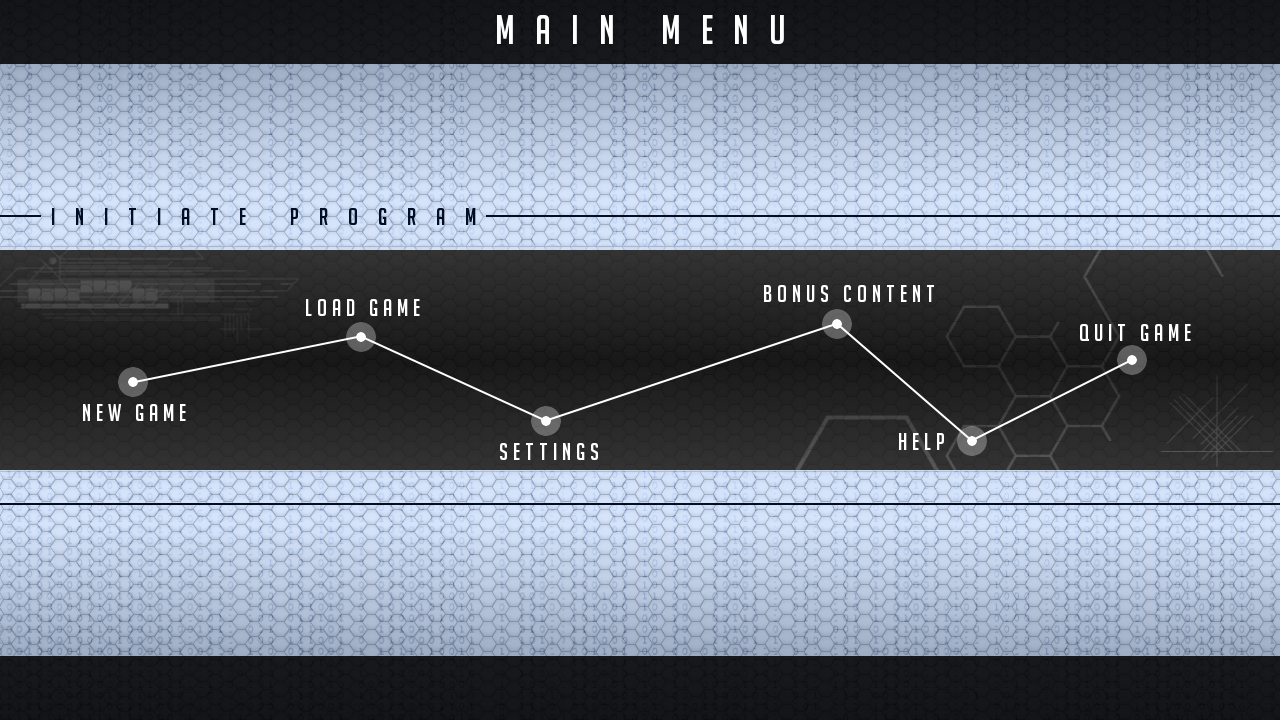 MAIN MENU
INITIATE PROGRAM
NEW GAME
LOAD GAME
SETTINGS
BONUS CONTENT
HELP
QUIT GAME